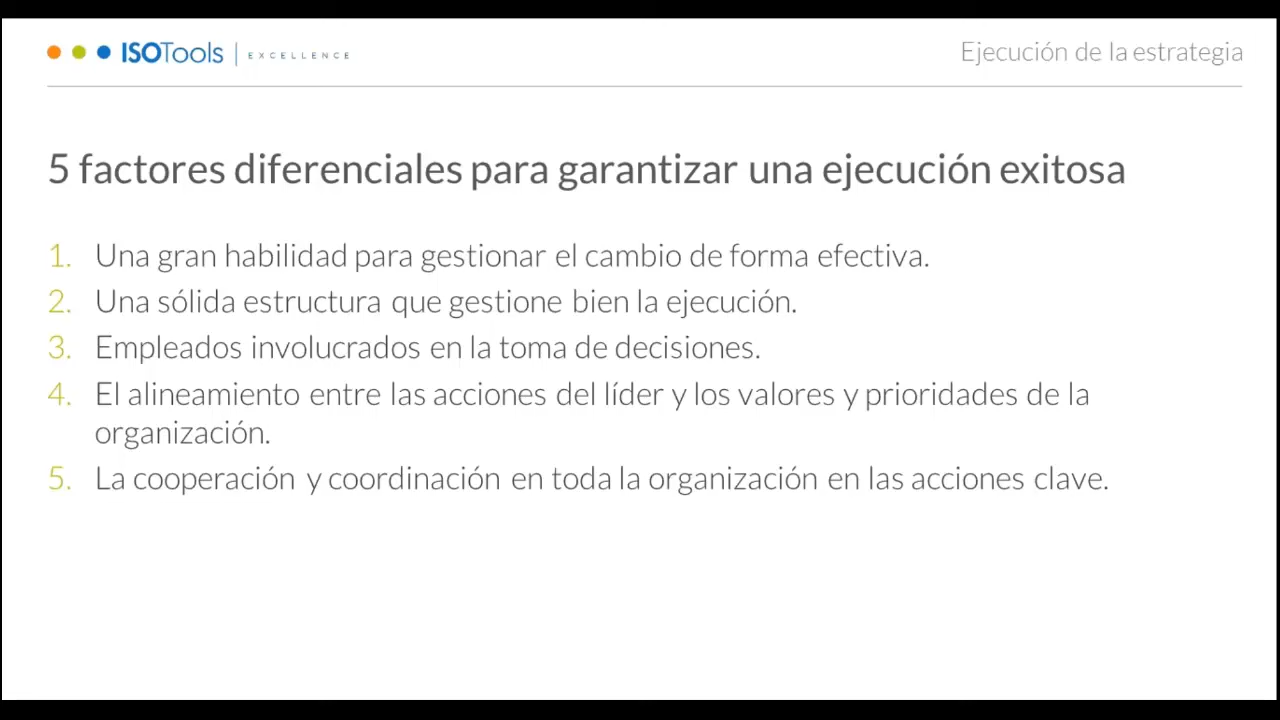 ISOTools | EXCELLENCE
Ejecución de la estrategia
5 factores diferenciales para garantizar una ejecución exitosa
1. Una gran habilidad para gestionar el cambio de forma efectiva.
2. Una sólida estructura que gestione bien la ejecución.
3. Empleados involucrados en la toma de decisiones.
4. El alineamiento entre las acciones del líder y los valores y prioridades de la
organización.
5. La cooperación y coordinación en toda la organización en las acciones clave.